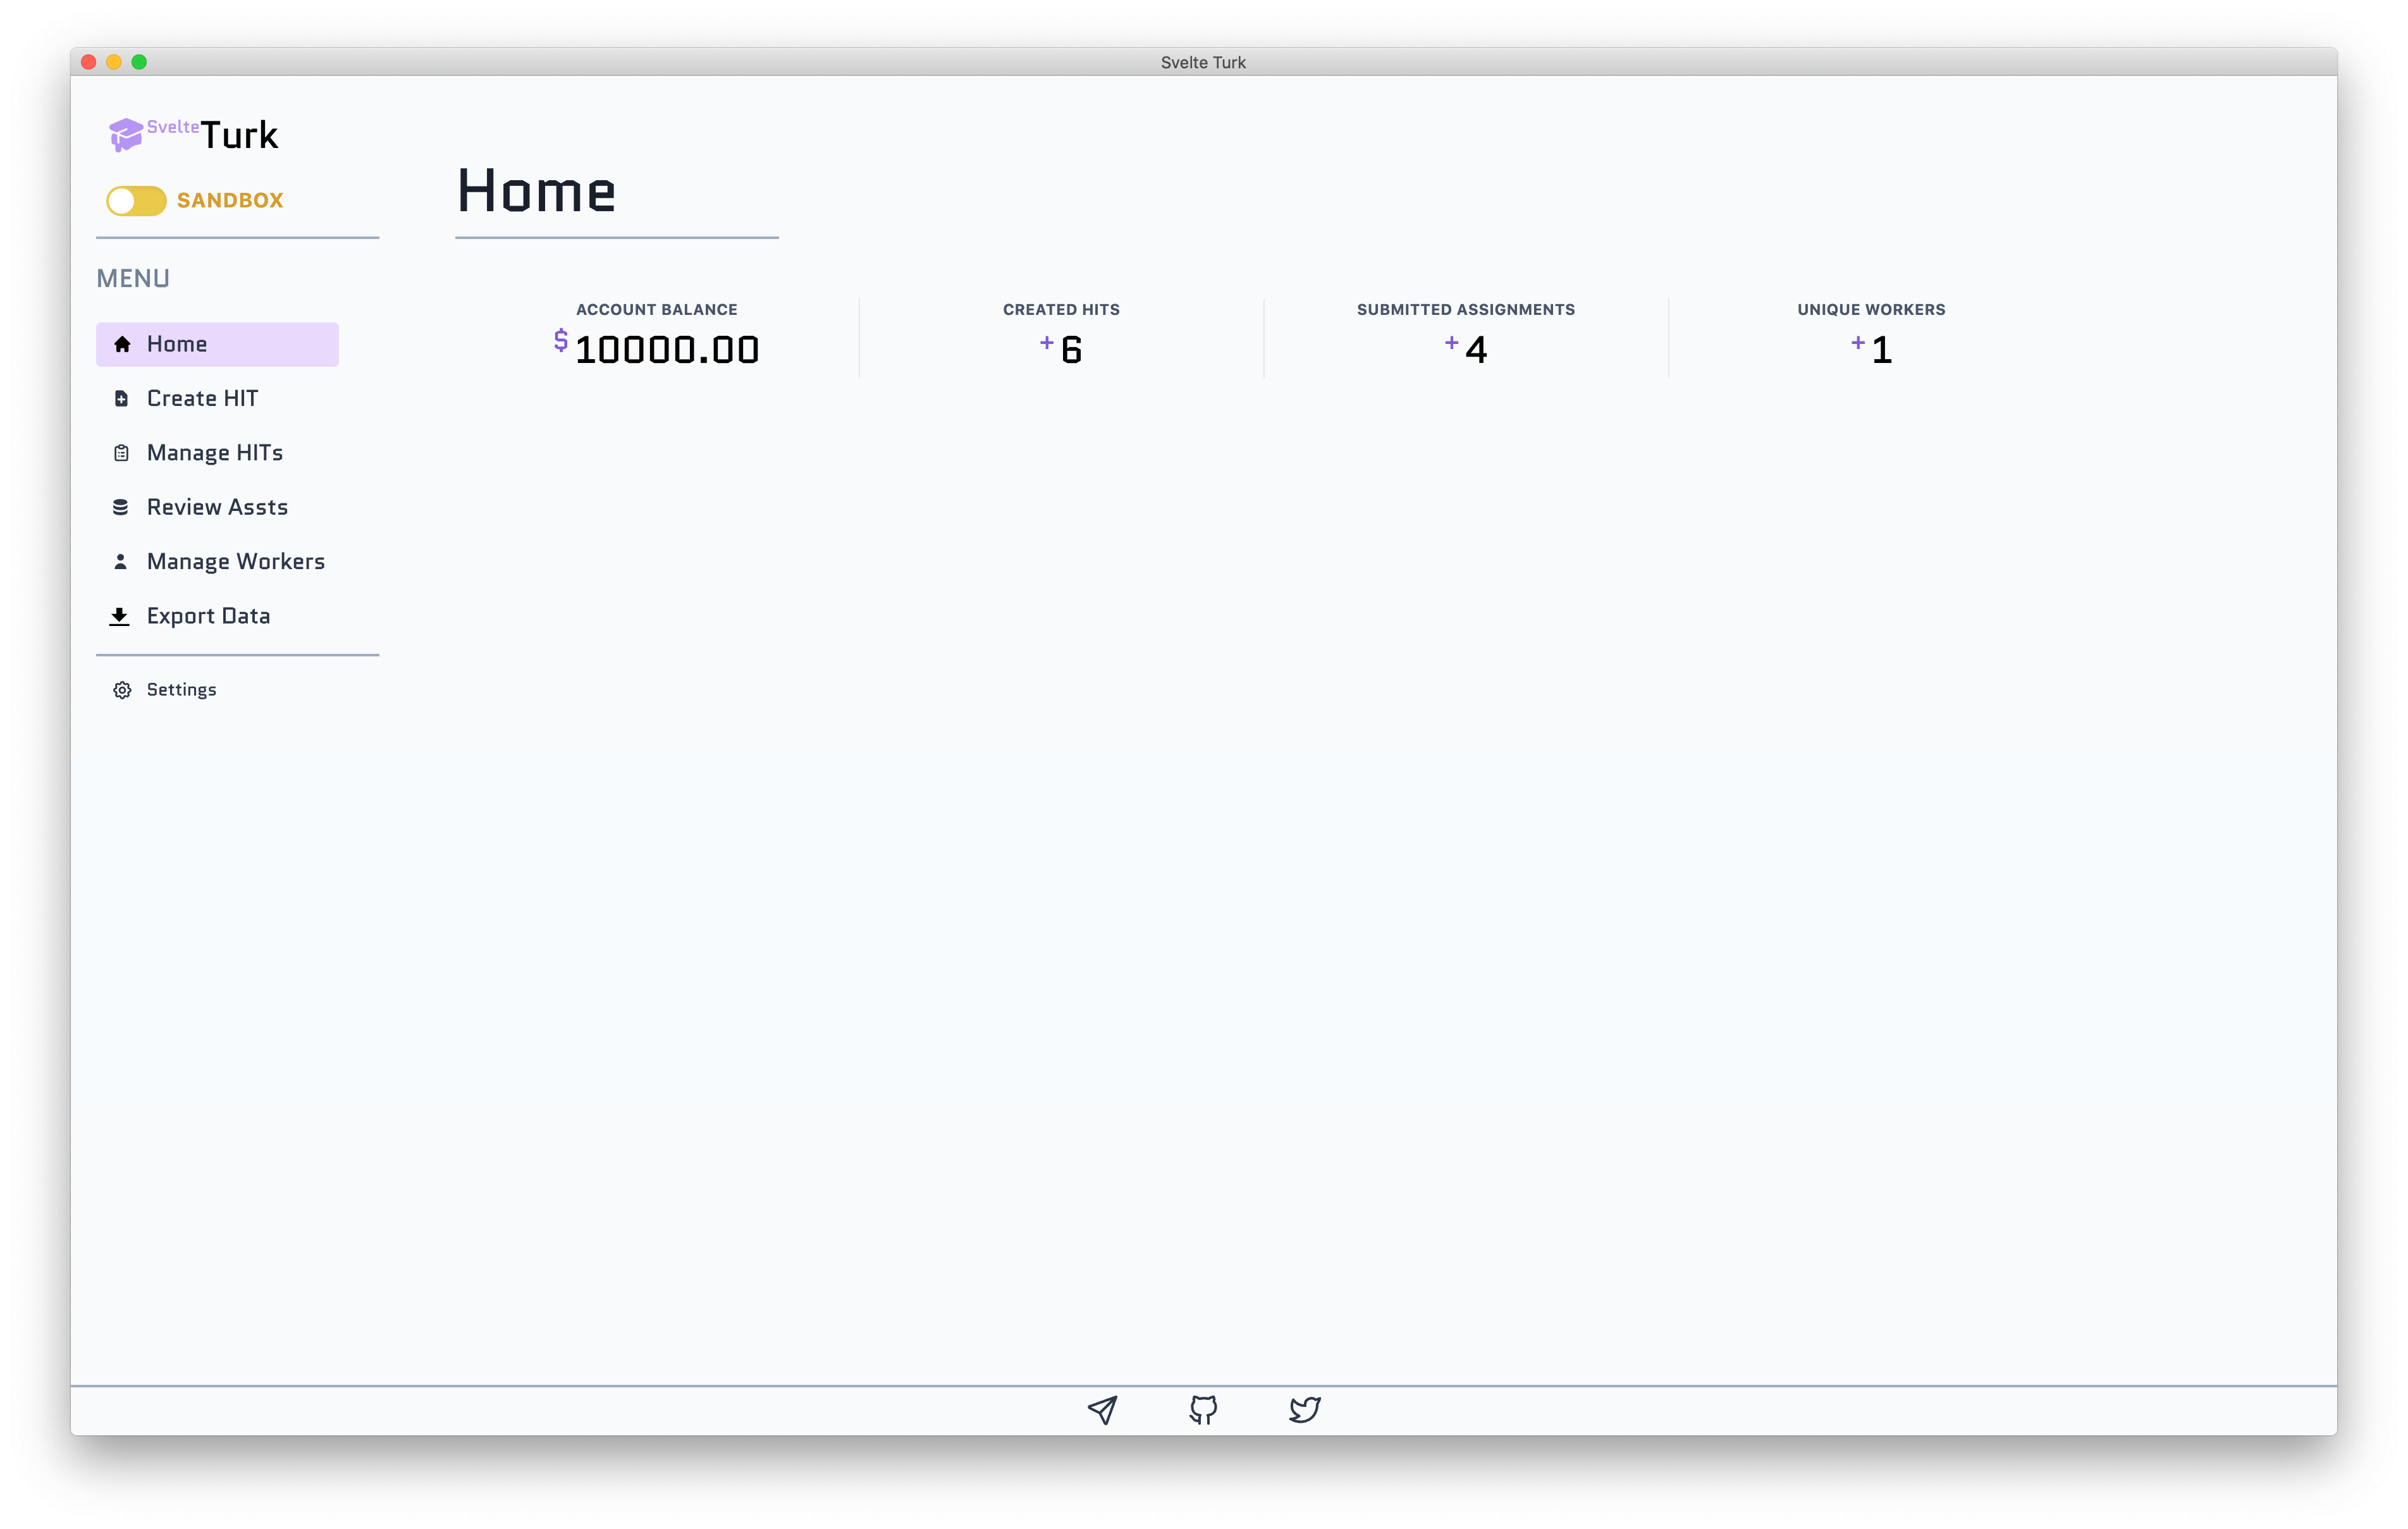 Svelte Turk
SvelteTurk
SANDBOX
Home
MENU
Home
Create HIT
Manage HITs
Review Assts
Manage Workers
Export Data
Settings
ACCOUNT BALANCE
$10000.00
CREATED HITS
+6
SUBMITTED ASSIGNMENTS
+4
UNIQUE WORKERS
+1